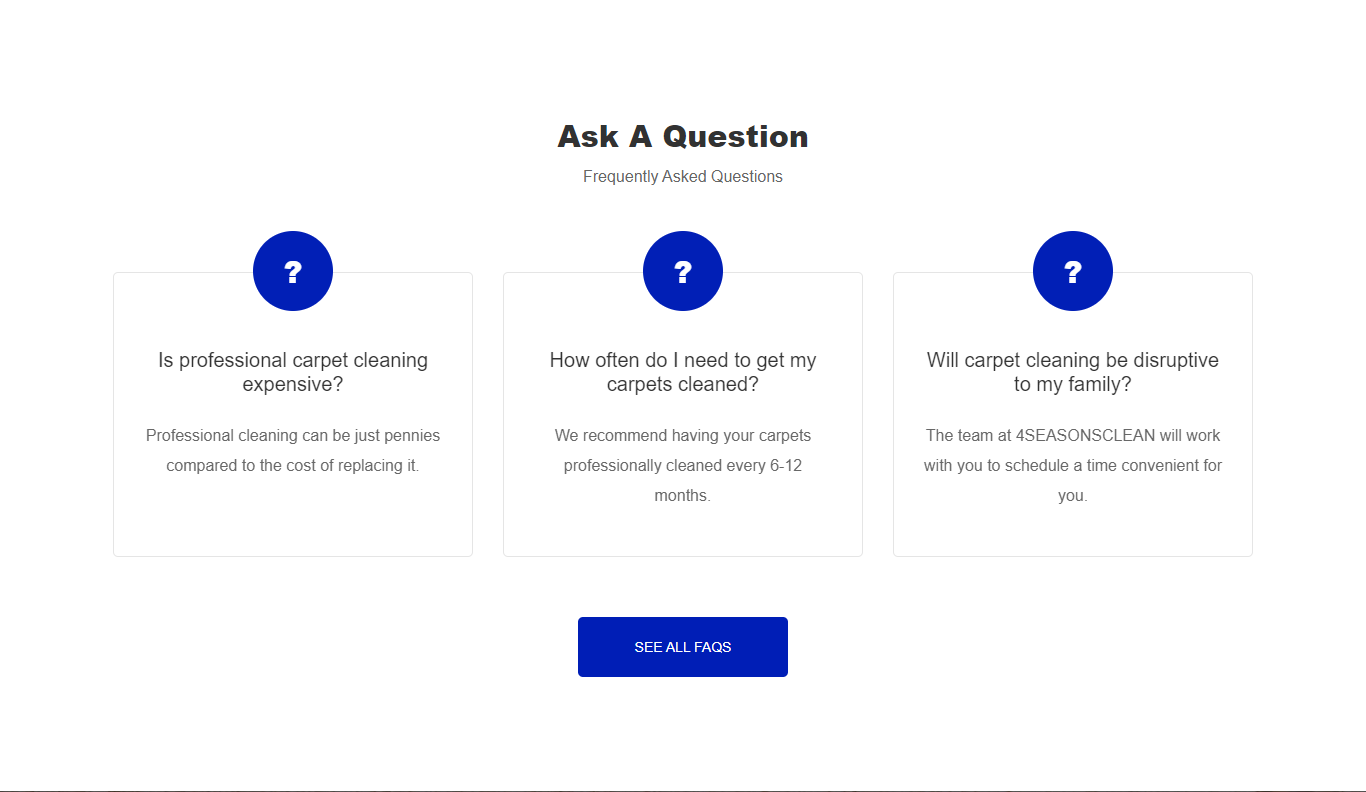 Ask A Question
Frequently Asked Questions
?
Is professional carpet cleaning
expensive?
Professional cleaning can be just pennies
compared to the cost of replacing it.
?
How often do I need to get my
carpets cleaned?
We recommend having your carpets
professionally cleaned every 6-12
months.
?
Will carpet cleaning be disruptive
to my family?
The team at 4SEASONSCLEAN will work
with you to schedule a time convenient for
you.
SEE ALL FAQS